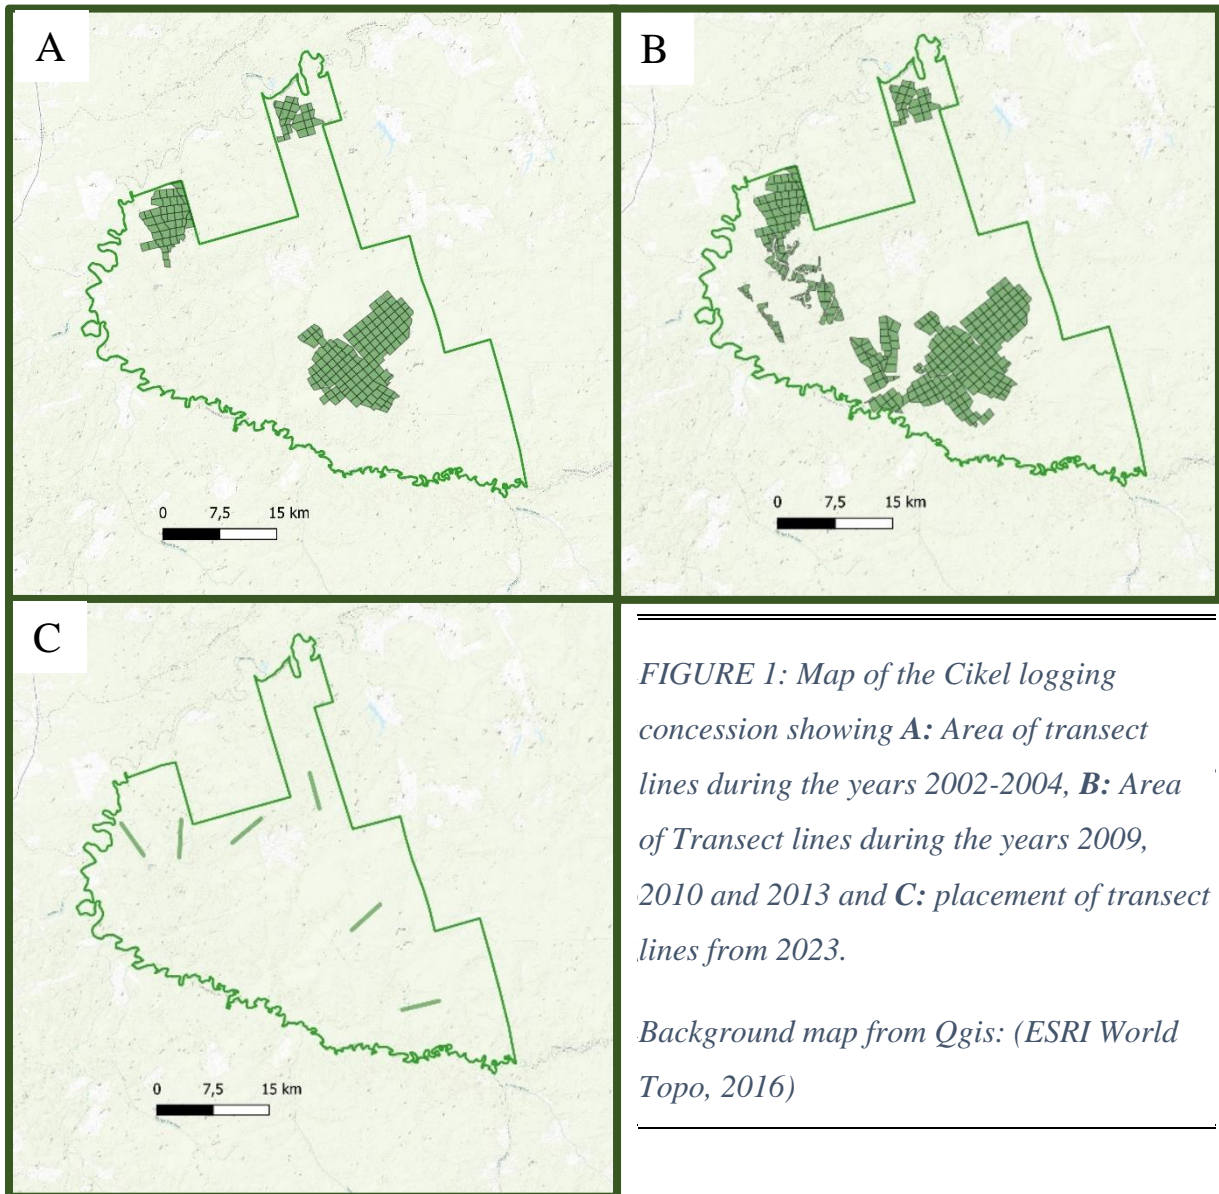 A
0 7,5 15 km
B
0 7,5 15 km
C
0 7,5 15 km
FIGURE 1: Map of the Cikel logging
concession showing A: Area of transect
lines during the years 2002-2004, B: Area
of Transect lines during the years 2009,
2010 and 2013 and C: placement of transect
lines from 2023.
Background map from Qgis: (ESRI World
Topo, 2016)